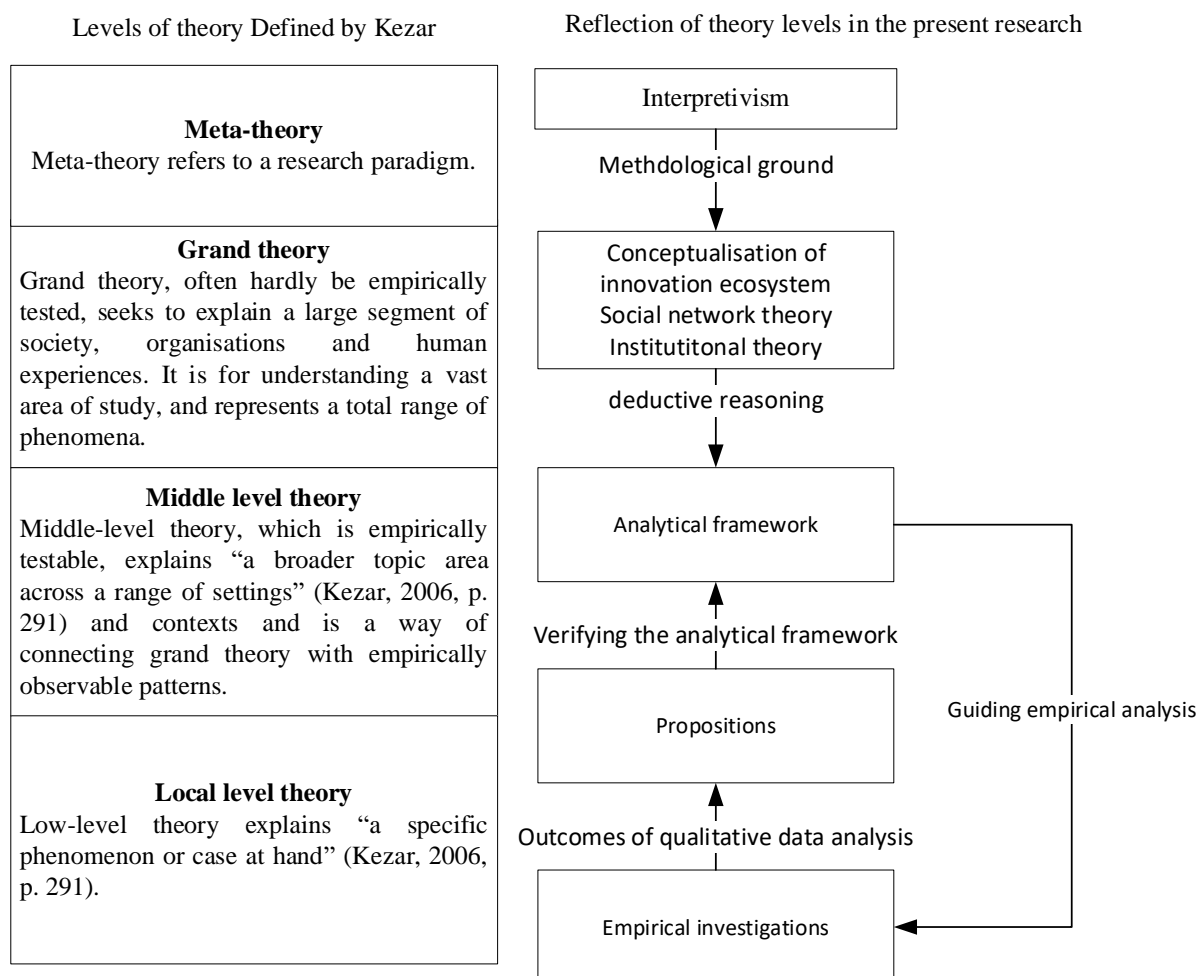 Levels of theory Defined by Kezar
Meta-theory
Meta-theory refers to a research paradigm.
Grand theory
Grand theory, often hardly be empirically
tested, seeks to explain a large segment of
society, organisations and human
experiences. It is for understanding a vast
area of study, and represents a total range of
phenomena.
Middle level theory
Middle-level theory, which is empirically
testable, explains “a broader topic area
across a range of settings” (Kezar, 2006, p.
291) and contexts and is a way of
connecting grand theory with empirically
observable patterns.
Local level theory
Low-level theory explains “a specific
phenomenon or case at hand” (Kezar, 2006,
p. 291).
Reflection of theory levels in the present research
Interpretivism
Methdological ground
Conceptualisation of
innovation ecosystem
Social network theory
Institutitonal theory
deductive reasoning
Analytical framework
Verifying the analytical framework
Propositions
Guiding empirical analysis
Outcomes of qualitative data analysis
Empirical investigations